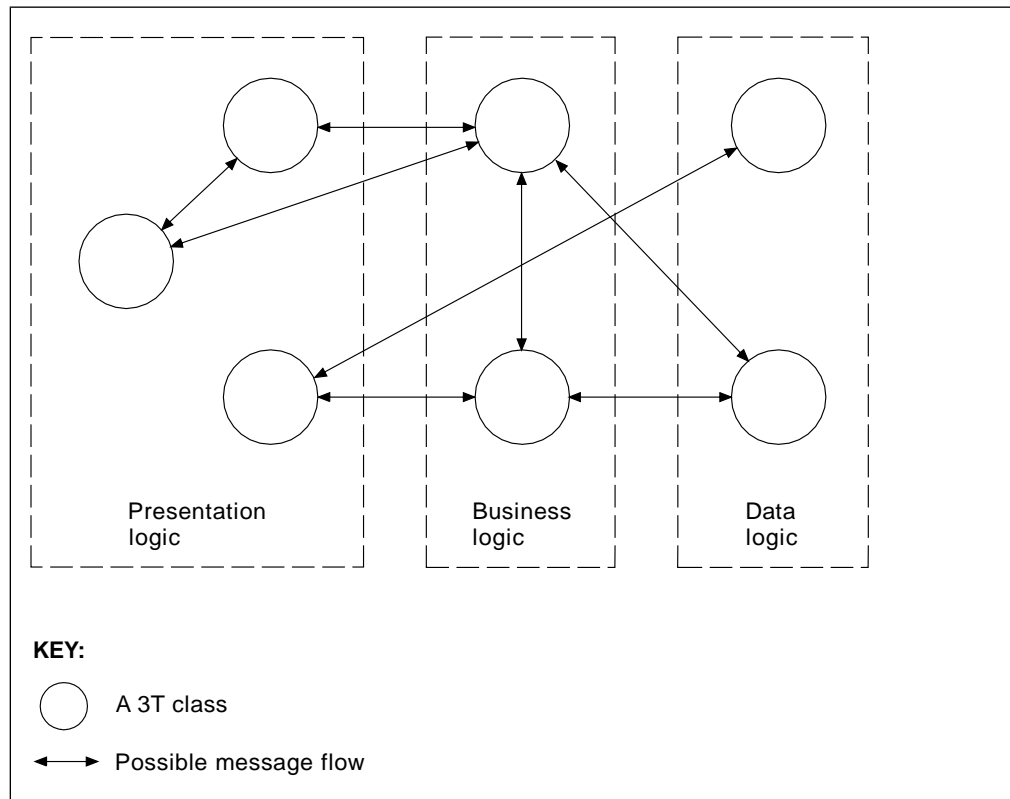 Presentation
logic
Business
logic
Data
logic
KEY:
A 3T class
Possible message flow